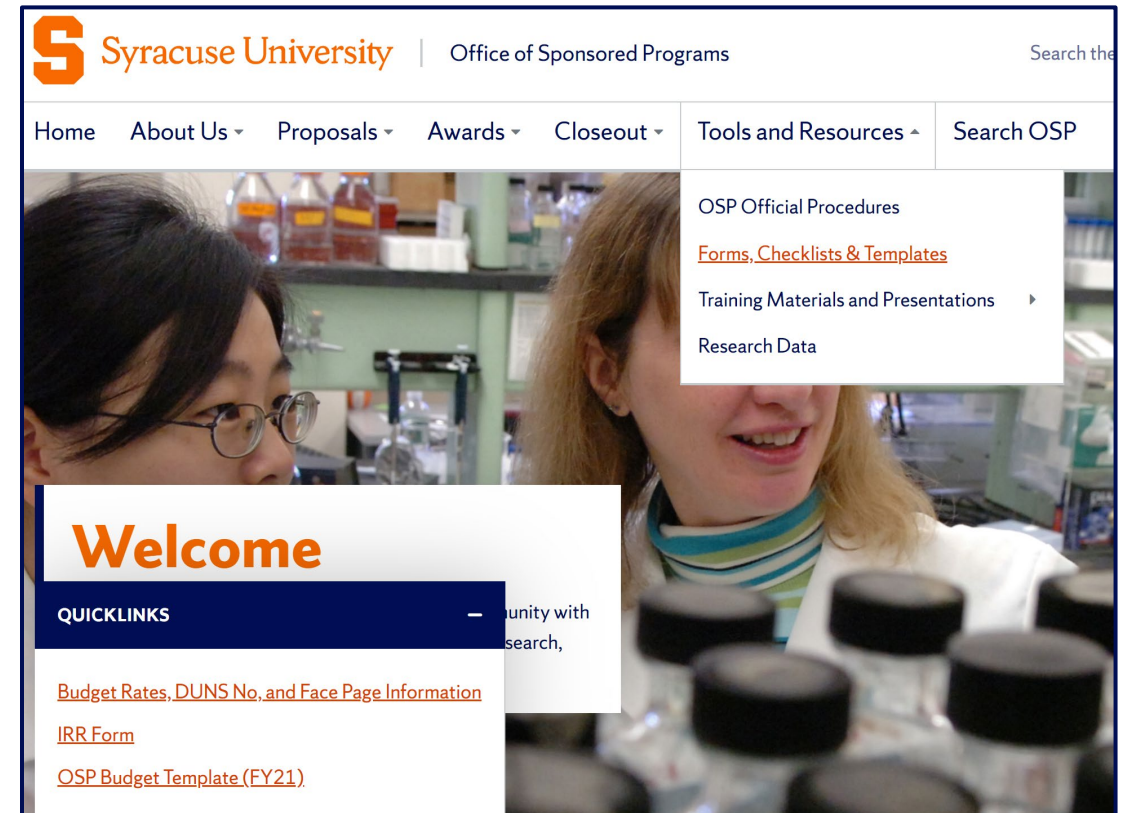 S
Syracuse University
Office of Sponsored Programs
Search the
Home
About Us
Proposals
Awards
Closeout
Tools and Resources
Search OSP
OSP Official Procedures
Forms, Checklists & Templates
Training Materials and Presentations
Research Data
Welcome
QUICKLINKS
unity with
search,
Budget Rates, DUNS No, and Face Page Information
IRR Form
OSP Budget Template (FY21)